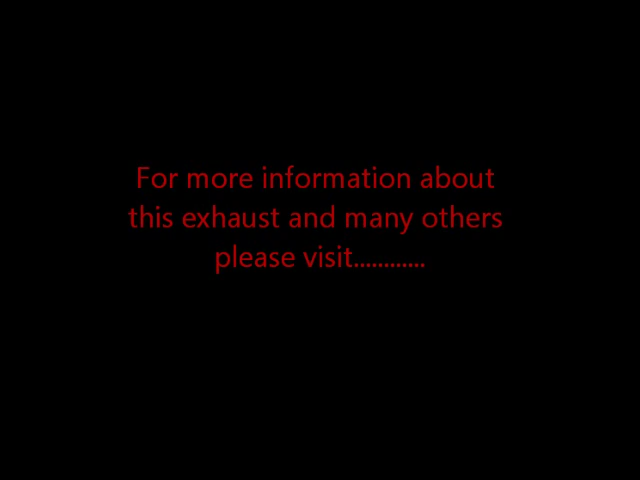 For more information about
this exhaust and many others
please visit............